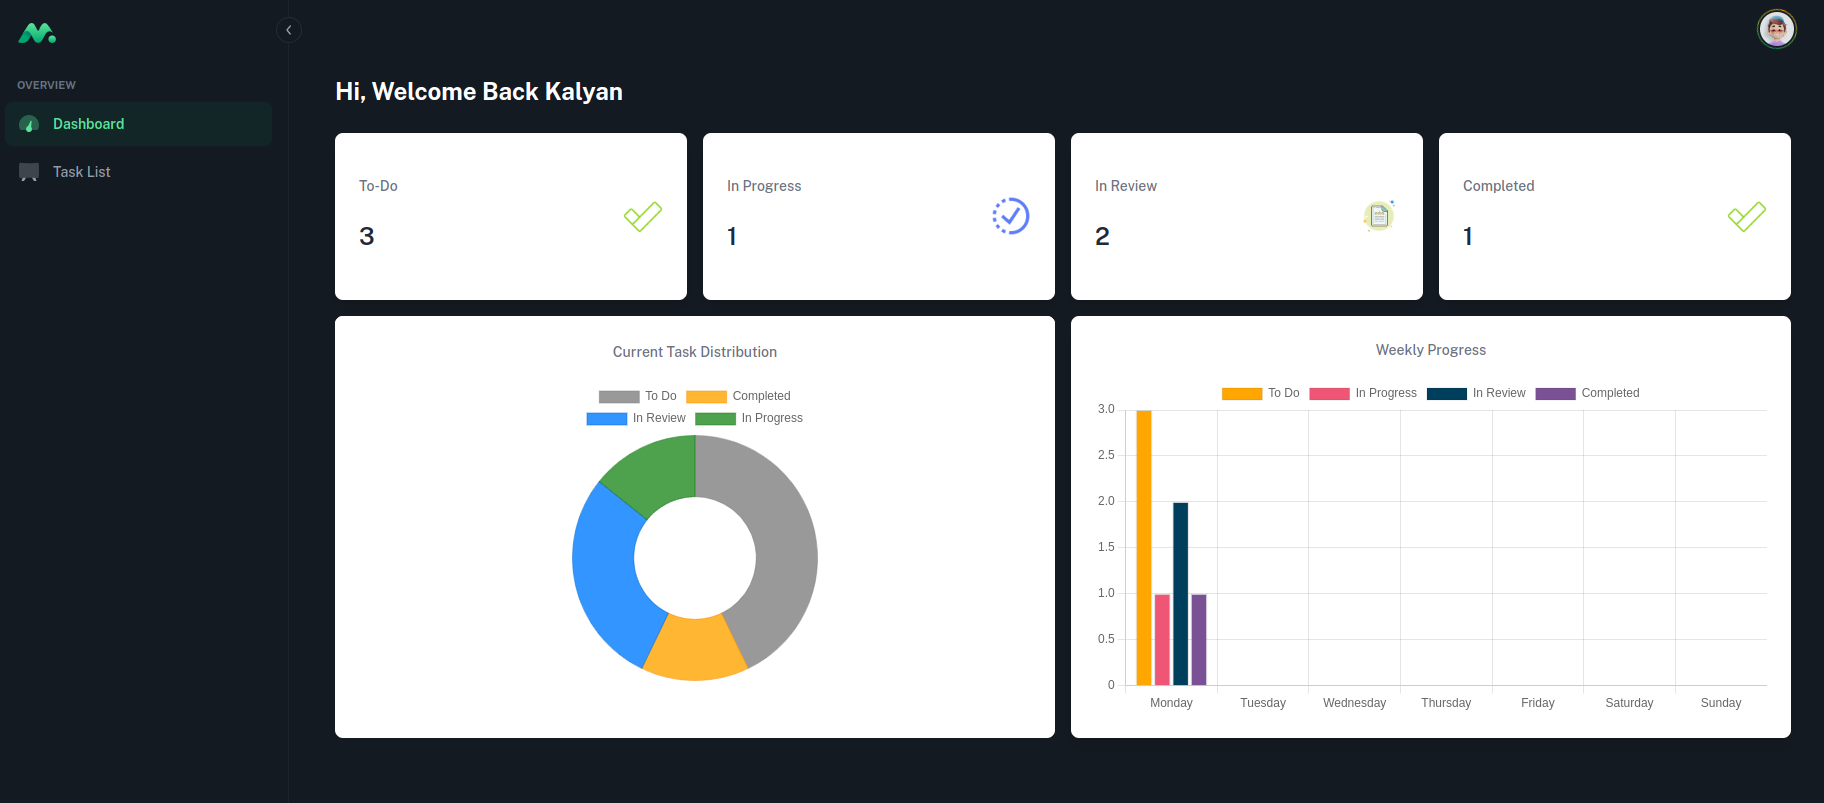 OVERVIEW
Dashboard
Task List
Hi, Welcome Back Kalyan
To-Do
3
In Progress
1
In Review
2
Completed
1
Current Task Distribution
To Do Completed
In Review In Progress
Weekly Progress
To Do In Progress In Review Completed
3.0
2.5
2.0
1.5
1.0
0.5
0
Monday Tuesday Wednesday Thursday Friday Saturday Sunday